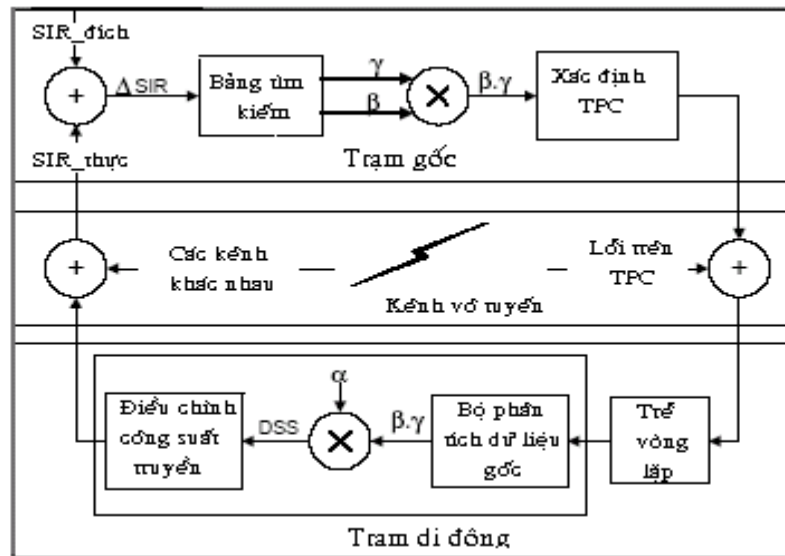 SIR_đích
+
Δ SIR
Bảng tìm
kiếm
γ
β
×
β.γ
Xác định
TPC
SIR_thực
Trạm gốc
+
Các kênh
khác nhau
Kênh vô tuyến
Lỗi trên
TPC
+
Điều chỉnh
công suất
truyền
DSS
α
×
β.γ
Bộ phân
tích dữ liệu
gốc
Trễ
vòng
lặp
Trạm di động